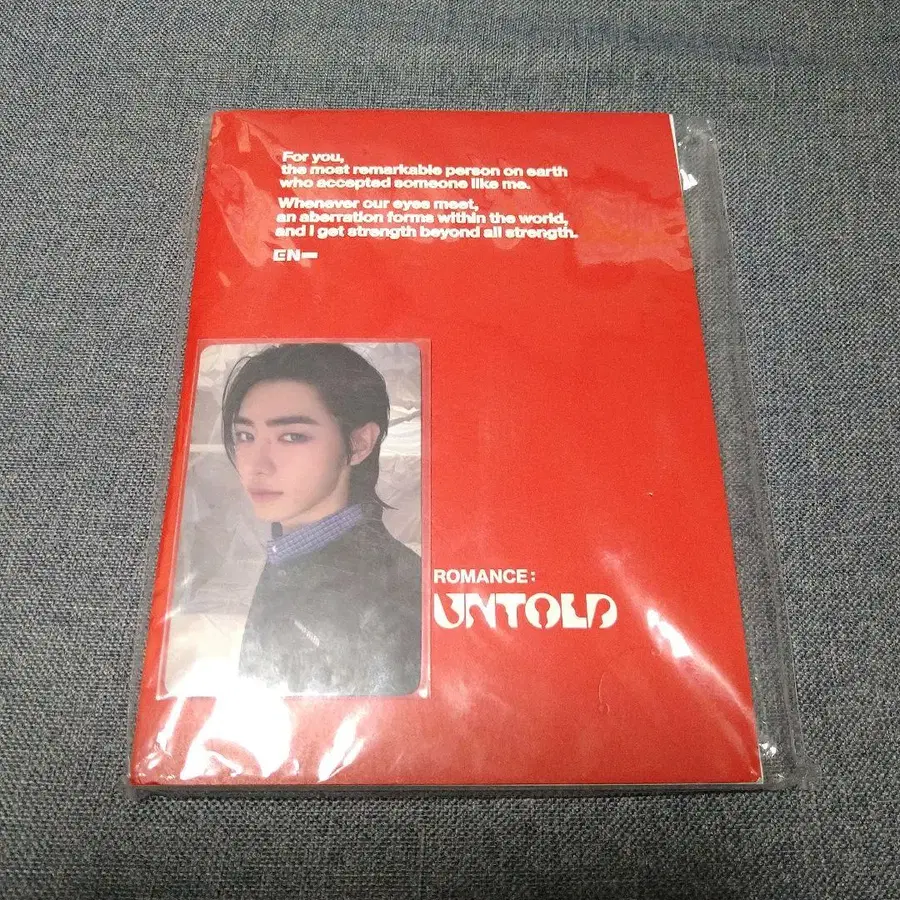 For you,
the most remarkable person on earth
who accepted someone like me.
Whenever our eyes meet,
an aberration forms within the world,
and I get strength beyond all strength.
EN–
ROMANCE:
UNTOLD